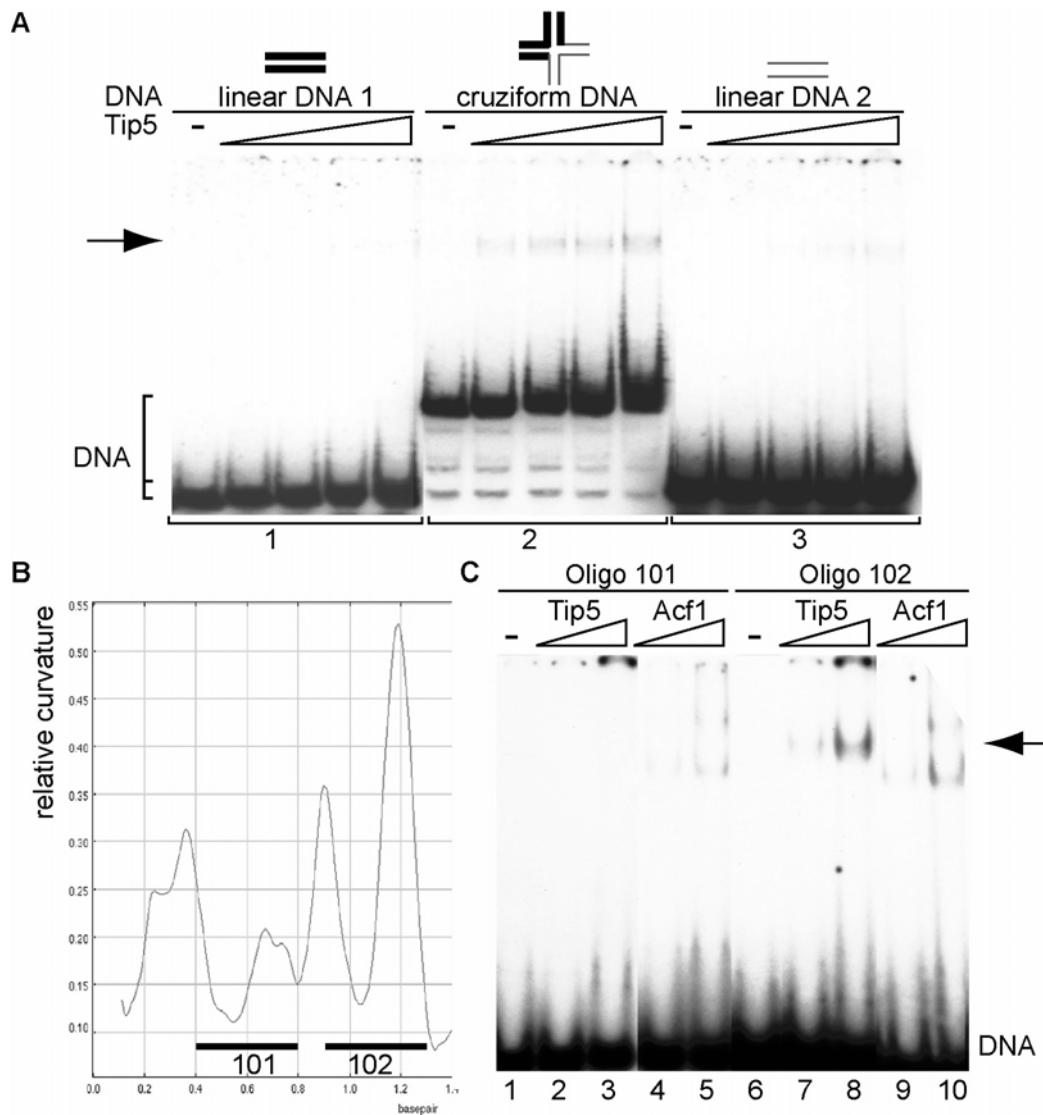 A
DNA linear DNA 1 cruziform DNA linear DNA 2
Tip5 - - -
DNA
1 2 3
B
relative curvature
0.55
0.50
0.45
0.40
0.35
0.30
0.25
0.20
0.15
0.10
101 102
0.0 0.2 0.4 0.6 0.8 1.0 1.2
basepair
C
Oligo 101 Oligo 102
- Tip5 Acf1 - Tip5 Acf1
DNA
1 2 3 4 5 6 7 8 9 10